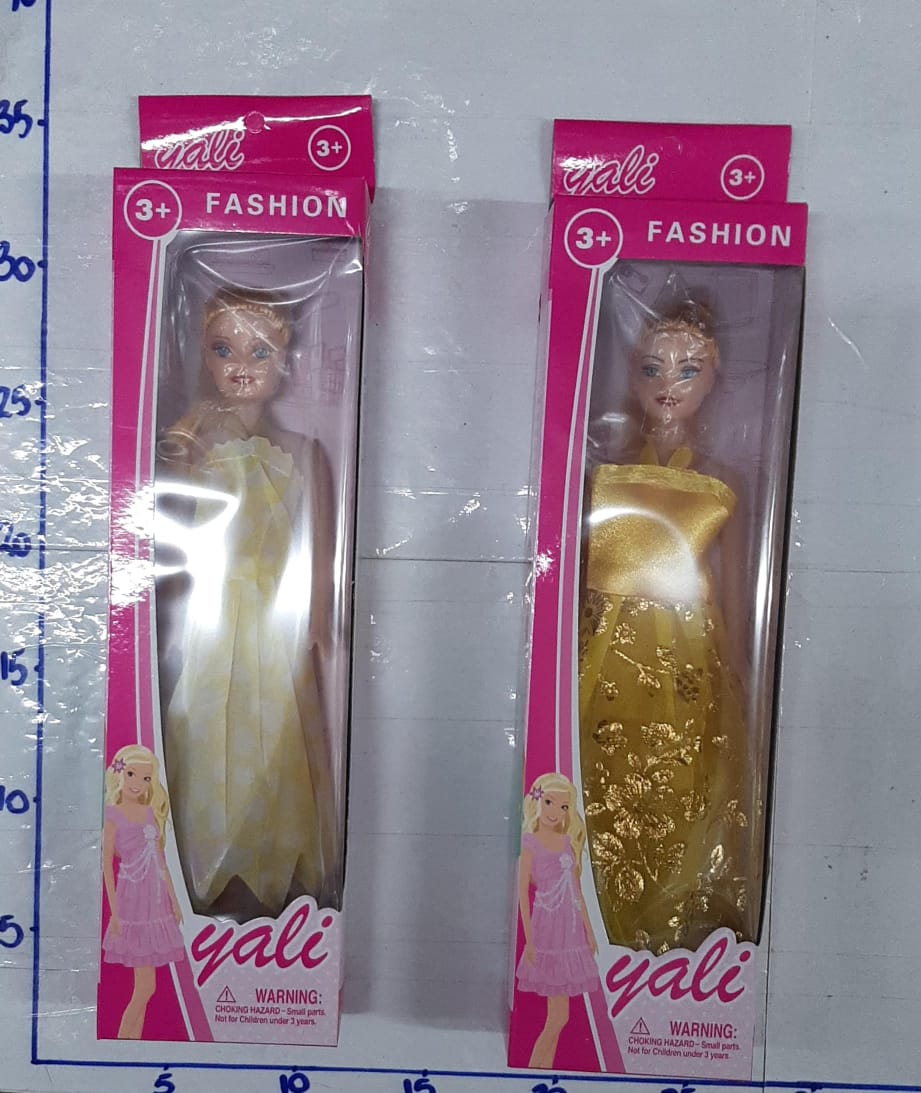 35
30
25
20
15
10
5
yali
3+
3+
FASHION
yali
WARNING:
CHOKING HAZARD - Small parts.
Not for Children under 3 years.
yali
3+
3+
FASHION
yali
WARNING:
CHOKING HAZARD - Small parts.
Not for Children under 3 years.
5
10
15